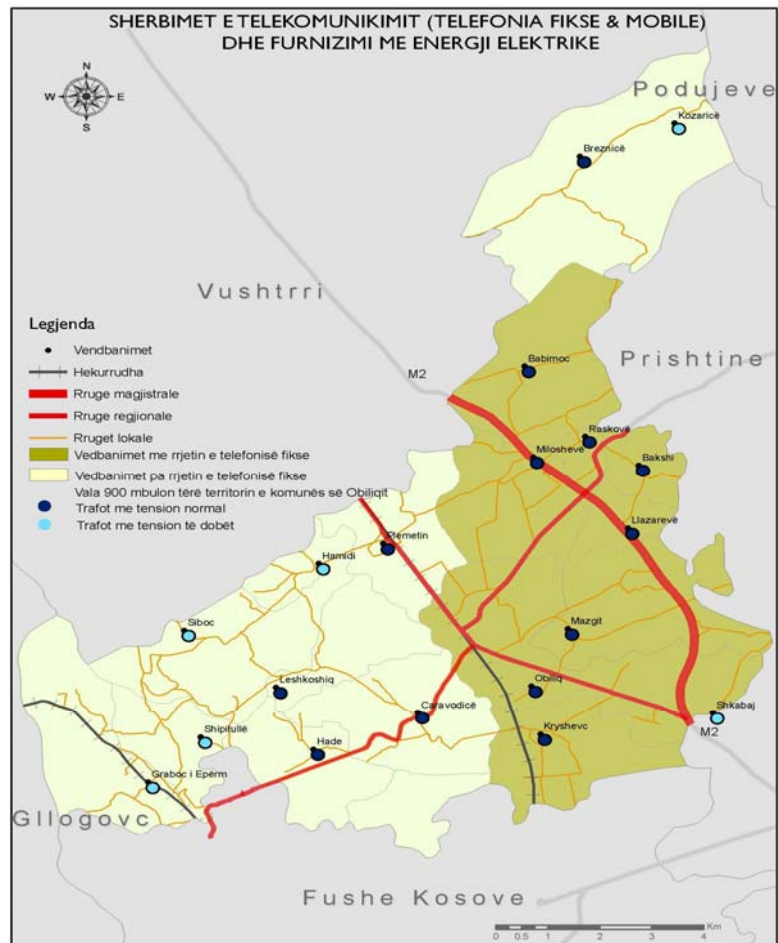 SHERBIMET E TELEKOMUNIKIMIT (TELEFONIA FIKSE & MOBILE)
DHE FURNIZIMI ME ENERGJI ELEKTRIKE
N
W E
S
Podujeve
Kozaricë
Breznicë
Vushtrri
Legjenda
Vendbanimet
Hekurrudha
Rruge magjistrale
Rruge regjionale
Rruget lokale
Vedbanimet me rrjetin e telefonisë fikse
Vedbanimet pa rrjetin e telefonisë fikse
Vala 900 mbulon tërë territorin e komunës së Obiliqit
Trafot me tension normal
Trafot me tension të dobët
Babimoc
Prishtine
M2
Raskovë
Miloshevë
Bakshi
Llazarevë
Plemetin
Hamidi
Siboc
Mazgit
Leshkoshiq
Obiliq
Caravodicë
Shkabaj
Shipitullë
Hade
Kryshevc
M2
Graboc i Epërm
Gllogovc
Fushe Kosove
Km
0 0.5 1 2 3 4